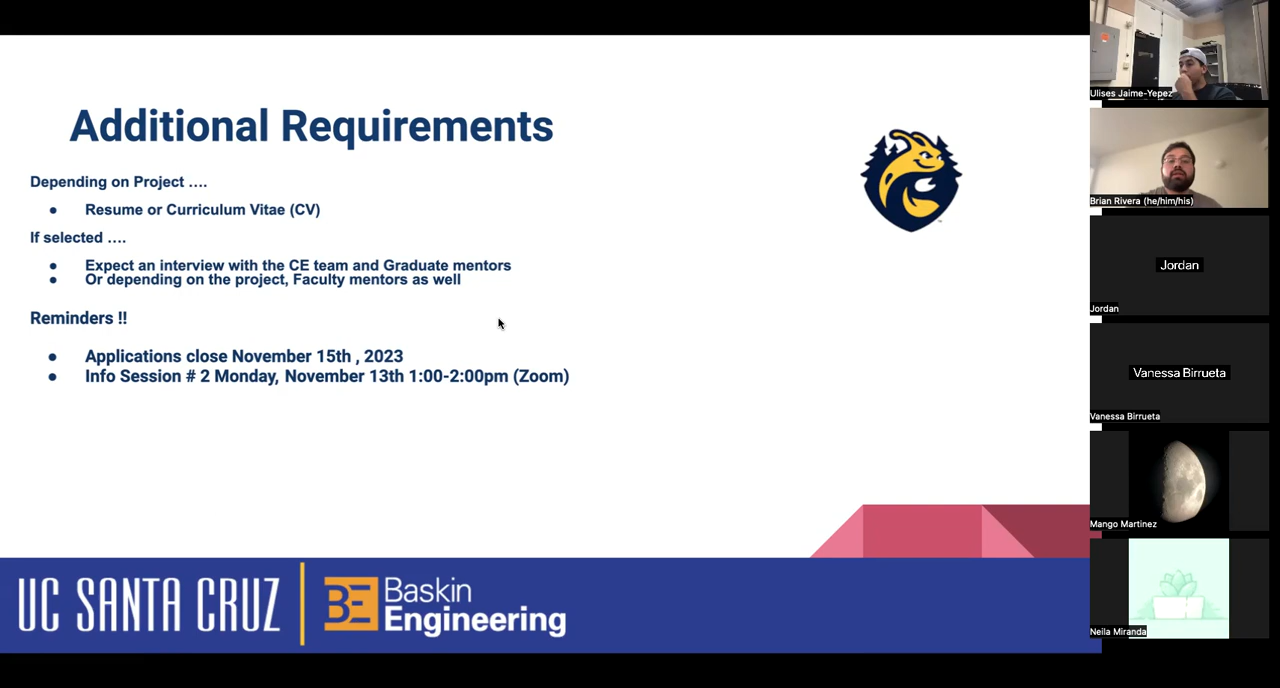 Additional Requirements
Depending on Project ....
● Resume or Curriculum Vitae (CV)
If selected ....
● Expect an interview with the CE team and Graduate mentors
● Or depending on the project, Faculty mentors as well
Reminders !!
● Applications close November 15th , 2023
● Info Session # 2 Monday, November 13th 1:00-2:00pm (Zoom)
UC SANTA CRUZ
BE
Baskin
Engineering
Ulises Jaime-Yepez
Brian Rivera (he/him/his)
Jordan
Jordan
Vanessa Birrueta
Vanessa Birrueta
Mango Martinez
Neila Miranda